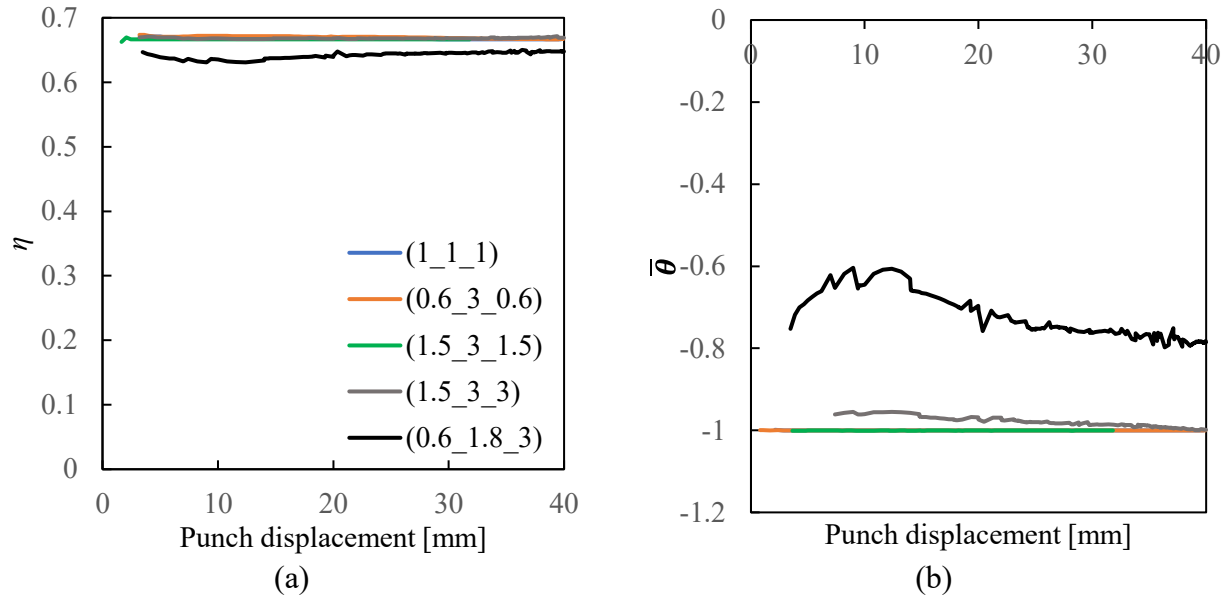 0.7
0.6
0.5
0.4
0.3
0.2
0.1
0
η
0 10 20 30 40
Punch displacement [mm]
(1_1_1)
(0.6_3_0.6)
(1.5_3_1.5)
(1.5_3_3)
(0.6_1.8_3)
(a)
0
-0.2
-0.4
-0.6
-0.8
-1
-1.2
θ̅
0 10 20 30 40
Punch displacement [mm]
(b)